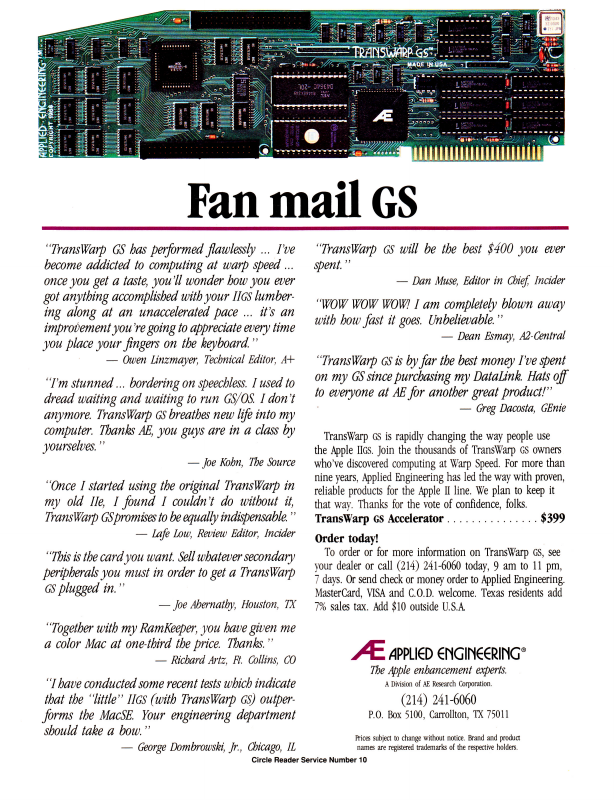 TRANSWARP GS
MADE IN USA
APPLIED ENGINEERING
COPYRIGHT 1988
Æ
Fan mail GS
"TransWarp GS has performed flawlessly ... I've
become addicted to computing at warp speed ...
once you get a taste, you'll wonder how you ever
got anything accomplished with your IIGS lumber-
ing along at an unaccelerated pace ... it's an
improvement you're going to appreciate every time
you place your fingers on the keyboard."
— Owen Linzmayer, Technical Editor, A+
"I'm stunned ... bordering on speechless. I used to
dread waiting and waiting to run GS/OS. I don't
anymore. TransWarp GS breathes new life into my
computer. Thanks AE, you guys are in a class by
yourselves."
— Joe Kohn, The Source
"Once I started using the original TransWarp in
my old IIe, I found I couldn't do without it,
TransWarp GS promises to be equally indispensable."
— Lafe Low, Review Editor, Incider
"This is the card you want. Sell whatever secondary
peripherals you must in order to get a TransWarp
GS plugged in."
— Joe Abernathy, Houston, TX
"Together with my RamKeeper, you have given me
a color Mac at one-third the price. Thanks."
— Richard Artz, Ft. Collins, CO
"I have conducted some recent tests which indicate
that the "little" IIGS (with TransWarp GS) outper-
forms the MacSE. Your engineering department
should take a bow."
— George Dombrowski, Jr., Chicago, IL
"TransWarp GS will be the best $400 you ever
spent."
— Dan Muse, Editor in Chief, Incider
"WOW WOW WOW! I am completely blown away
with how fast it goes. Unbelievable."
— Dean Esmay, A2-Central
"TransWarp GS is by far the best money I've spent
on my GS since purchasing my DataLink. Hats off
to everyone at AE for another great product!"
— Greg Dacosta, GEnie
TransWarp GS is rapidly changing the way people use
the Apple IIGS. Join the thousands of TransWarp GS owners
who've discovered computing at Warp Speed. For more than
nine years, Applied Engineering has led the way with proven,
reliable products for the Apple II line. We plan to keep it
that way. Thanks for the vote of confidence, folks.
TransWarp GS Accelerator . . . . . . . . . . . . . . . $399
Order today!
To order or for more information on TransWarp GS, see
your dealer or call (214) 241-6060 today, 9 am to 11 pm,
7 days. Or send check or money order to Applied Engineering.
MasterCard, VISA and C.O.D. welcome. Texas residents add
7% sales tax. Add $10 outside U.S.A.
Æ APPLIED ENGINEERING®
The Apple enhancement experts.
A Division of AE Research Corporation.
(214) 241-6060
P.O. Box 5100, Carrollton, TX 75011
Prices subject to change without notice. Brand and product
names are registered trademarks of the respective holders.
Circle Reader Service Number 10